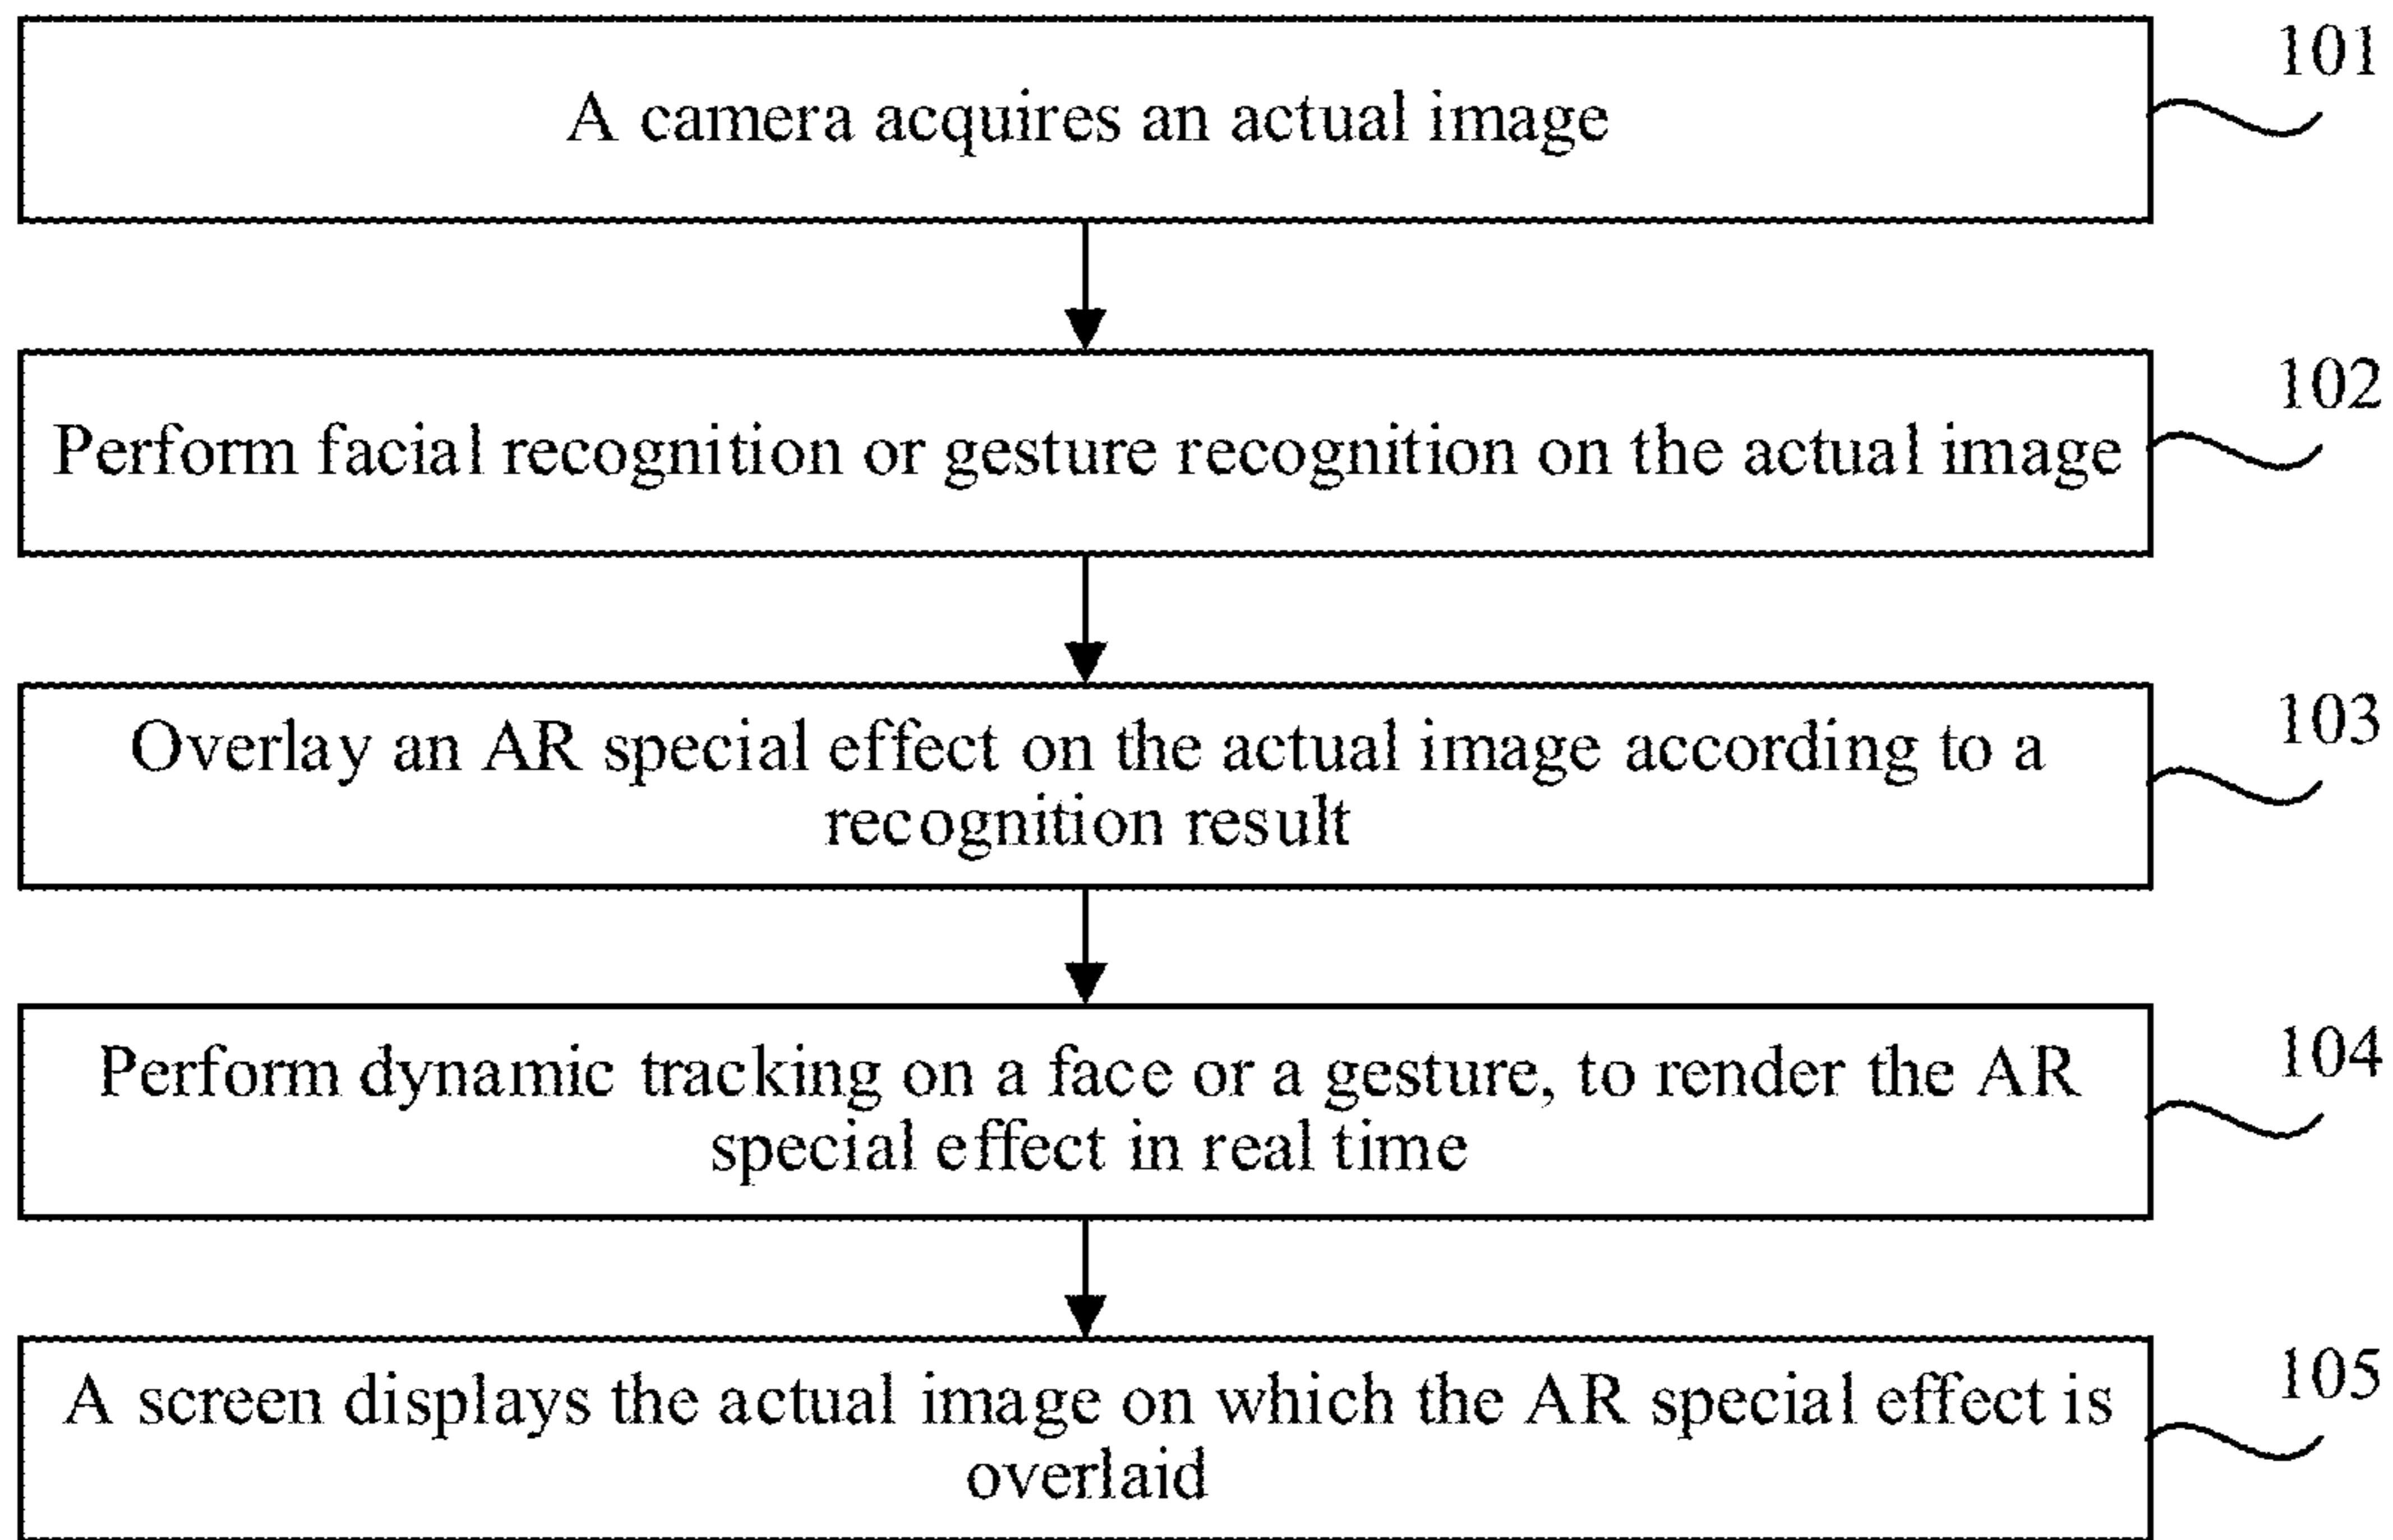 101
A camera acquires an actual image
102
Perform facial recognition or gesture recognition on the actual image
103
Overlay an AR special effect on the actual image according to a
recognition result
104
Perform dynamic tracking on a face or a gesture, to render the AR
special effect in real time
105
A screen displays the actual image on which the AR special effect is
overlaid